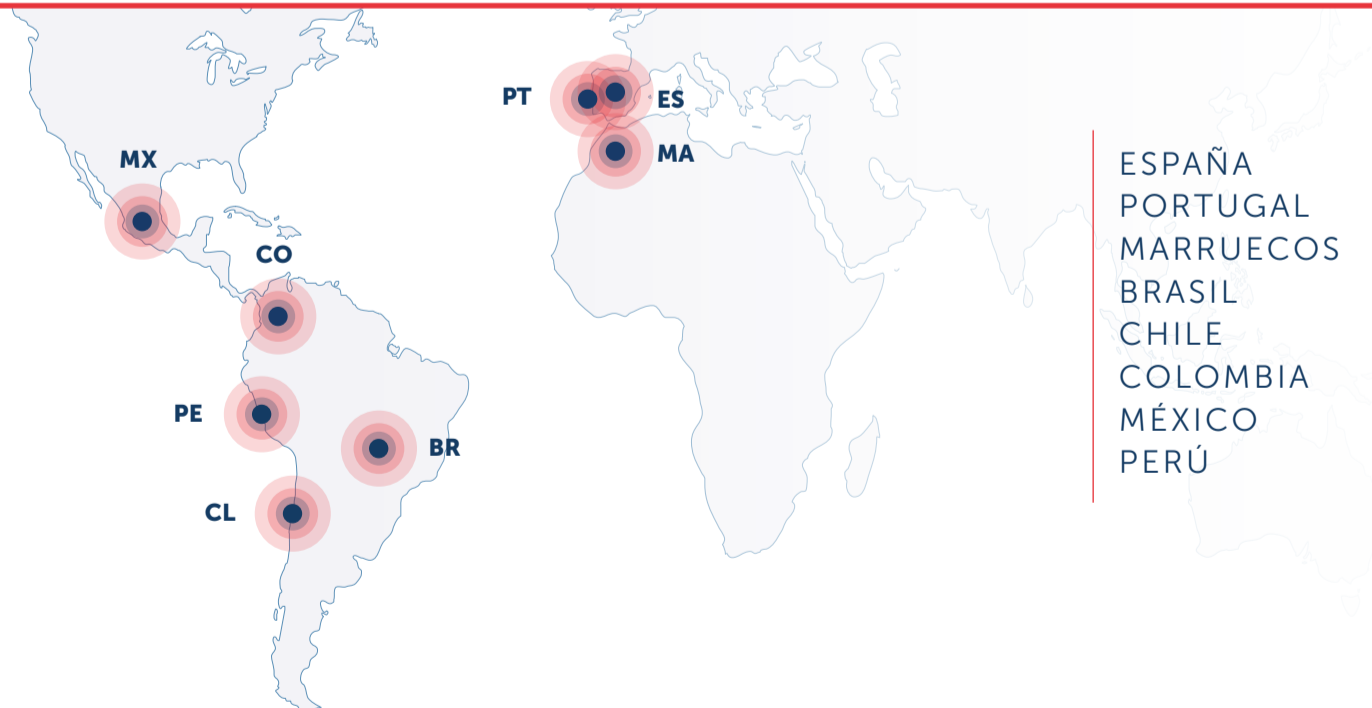 PT
ES
MX
MA
CO
PE
BR
CL
ESPAÑA
PORTUGAL
MARRUECOS
BRASIL
CHILE
COLOMBIA
MÉXICO
PERÚ